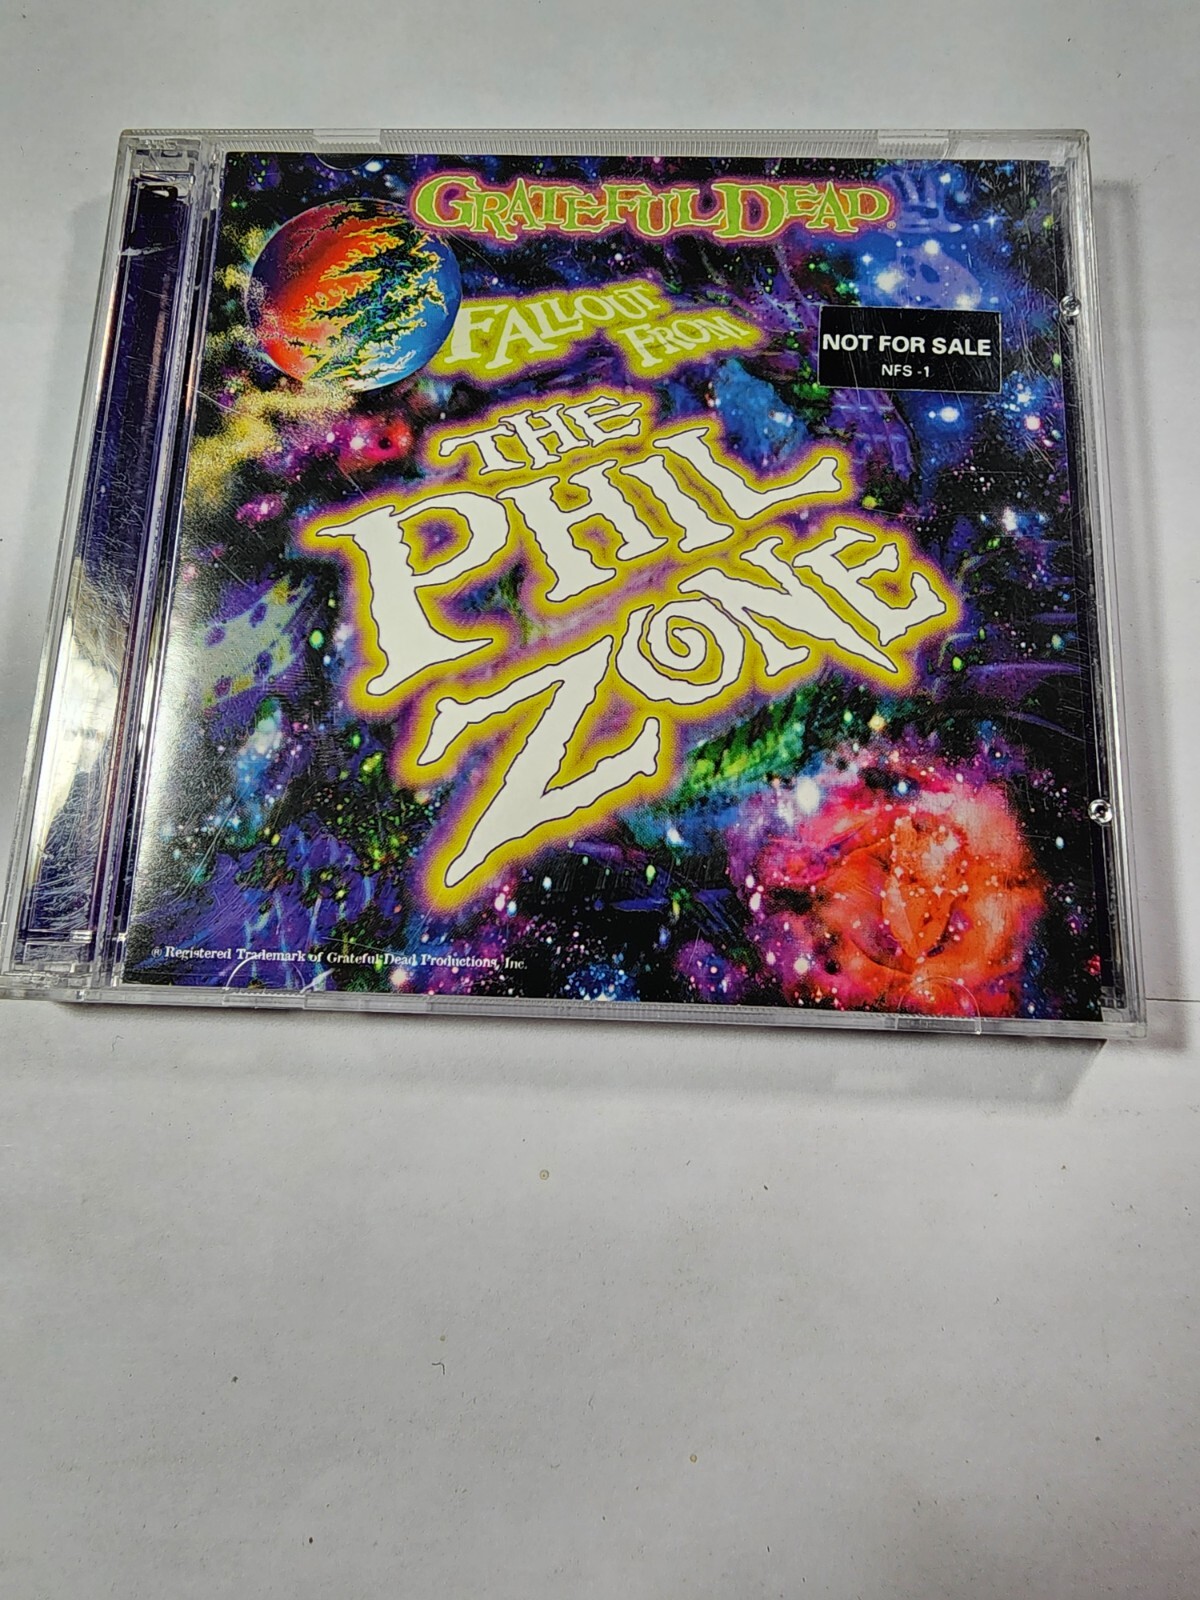 GRATEFUL DEAD ®
FALLOUT
FROM
NOT FOR SALE
NFS -1
THE
PHIL
ZONE
® Registered Trademark of Grateful Dead Productions, Inc.